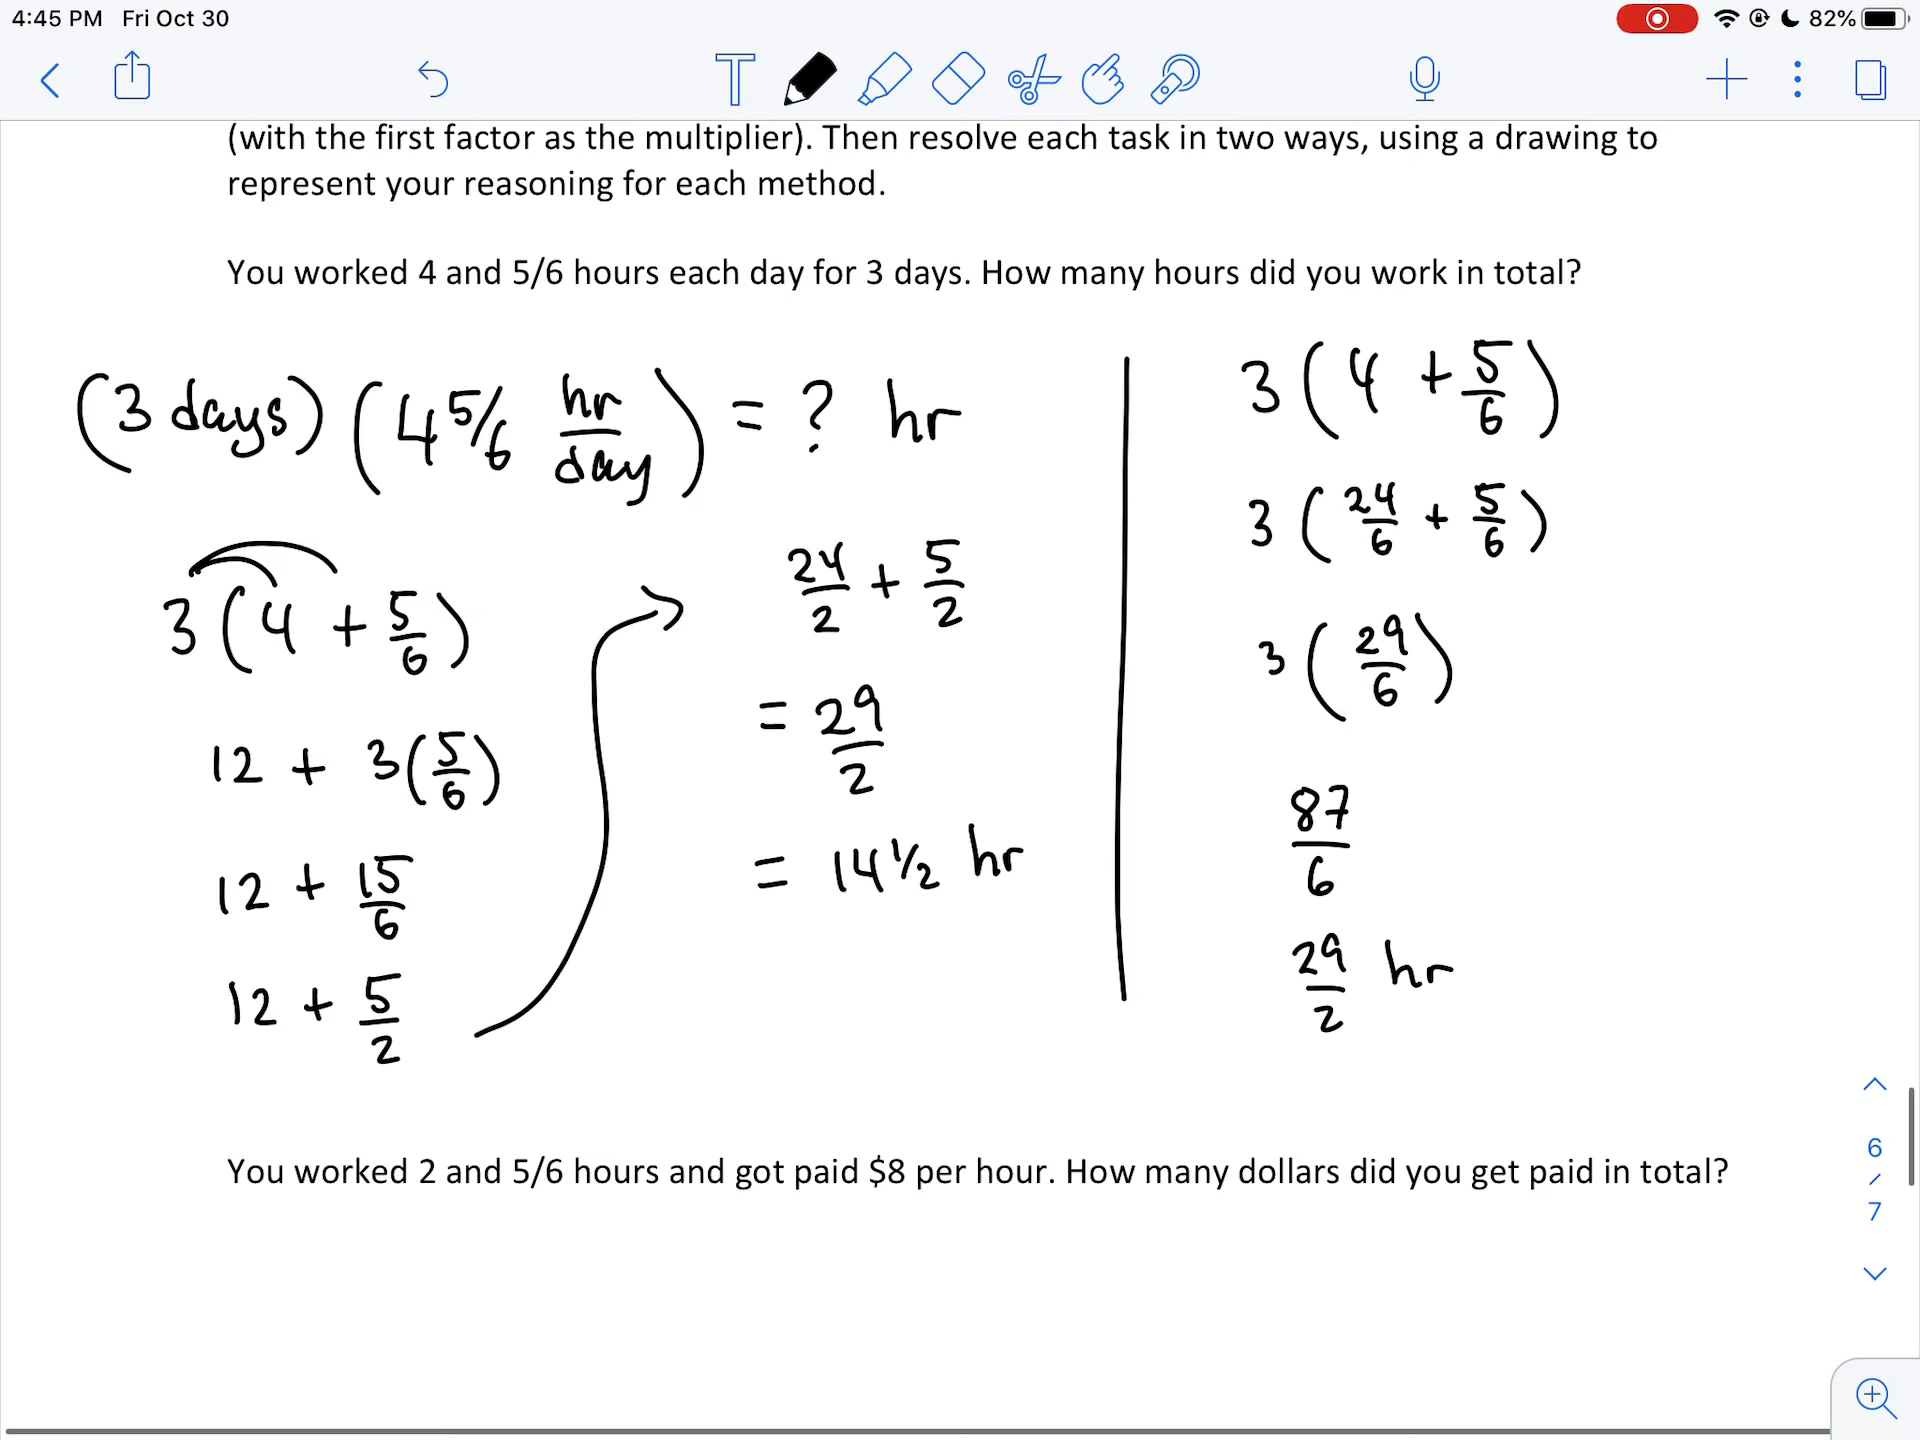 4:45 PM Fri Oct 30
82%
T
(with the first factor as the multiplier). Then resolve each task in two ways, using a drawing to
represent your reasoning for each method.
You worked 4 and 5/6 hours each day for 3 days. How many hours did you work in total?
(3 days) (4 5/6 hr/day) = ? hr
3(4 + 5/6)
12 + 3(5/6)
12 + 15/6
12 + 5/2
24/2 + 5/2
= 29/2
= 14 1/2 hr
3(4 + 5/6)
3(24/6 + 5/6)
3(29/6)
87/6
29/2 hr
You worked 2 and 5/6 hours and got paid $8 per hour. How many dollars did you get paid in total?
6
/
7